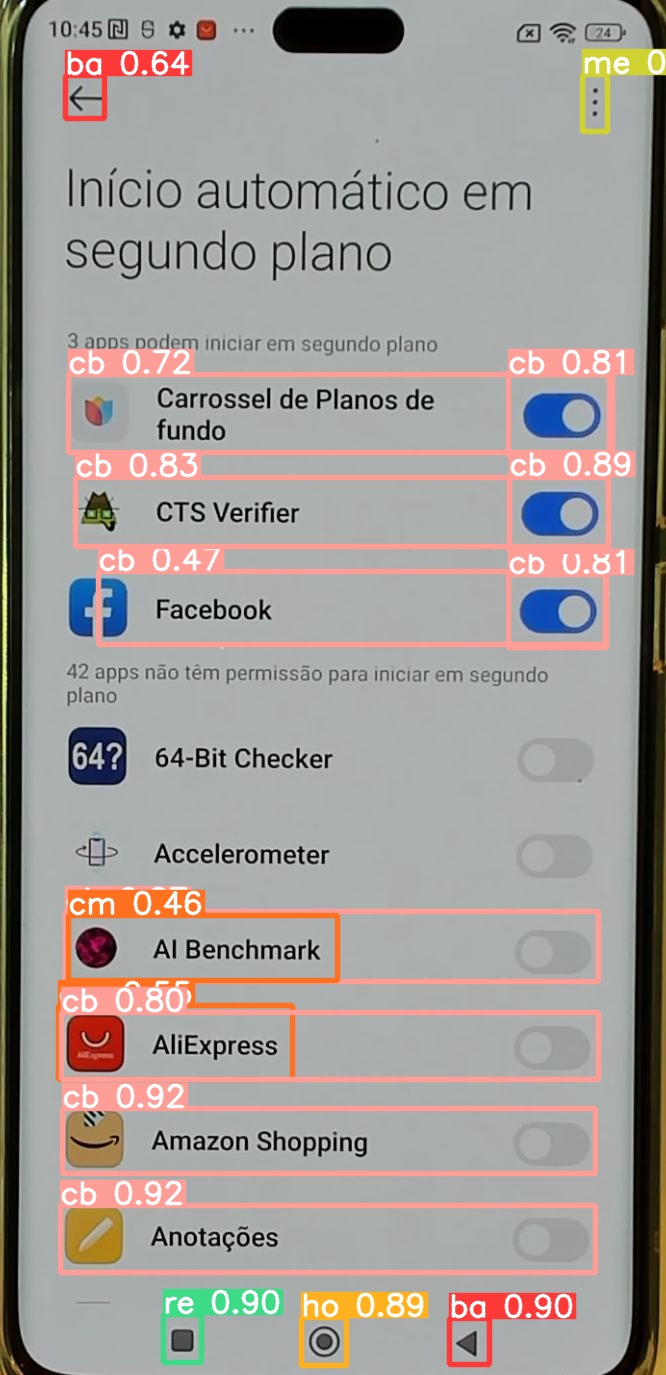 10:45
24
ba 0.64
me 0
Início automático em
segundo plano
3 apps podem iniciar em segundo plano
cb 0.72
cb 0.81
Carrossel de Planos de
fundo
cb 0.83
cb 0.89
CTS Verifier
cb 0.47
cb 0.81
Facebook
42 apps não têm permissão para iniciar em segundo
plano
64?
64-Bit Checker
Accelerometer
cm 0.46
AI Benchmark
cb 0.80
AliExpress
AliExpress
cb 0.92
Amazon Shopping
cb 0.92
Anotações
re 0.90
ho 0.89
ba 0.90